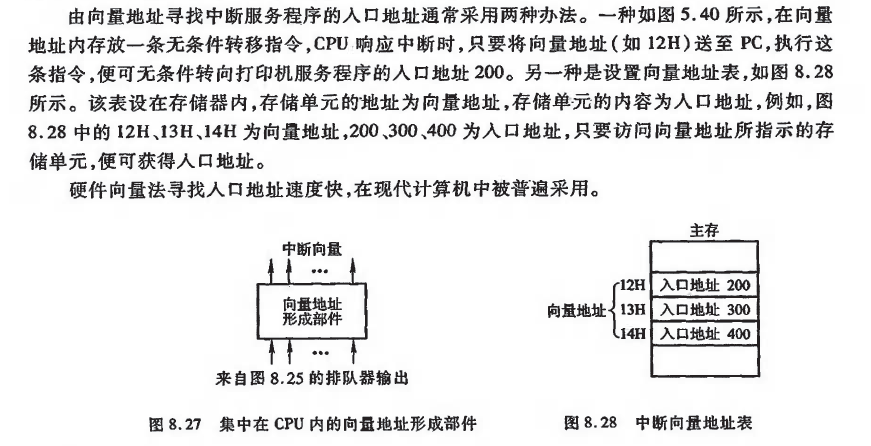 由向量地址寻找中断服务程序的入口地址通常采用两种办法。一种如图 5.40 所示,在向量
地址内存放一条无条件转移指令,CPU 响应中断时,只要将向量地址(如 12H)送至 PC,执行这
条指令,便可无条件转向打印机服务程序的入口地址 200。另一种是设置向量地址表,如图 8.28
所示。该表设在存储器内,存储单元的地址为向量地址,存储单元的内容为入口地址,例如,图
8.28 中的 12H、13H、14H 为向量地址,200、300、400 为入口地址,只要访问向量地址所指示的存
储单元,便可获得入口地址。
硬件向量法寻找入口地址速度快,在现代计算机中被普遍采用。
中断向量
…
向量地址
形成部件
…
来自图 8.25 的排队器输出
图 8.27 集中在 CPU 内的向量地址形成部件
主存
向量地址
12H 入口地址 200
13H 入口地址 300
14H 入口地址 400
图 8.28 中断向量地址表